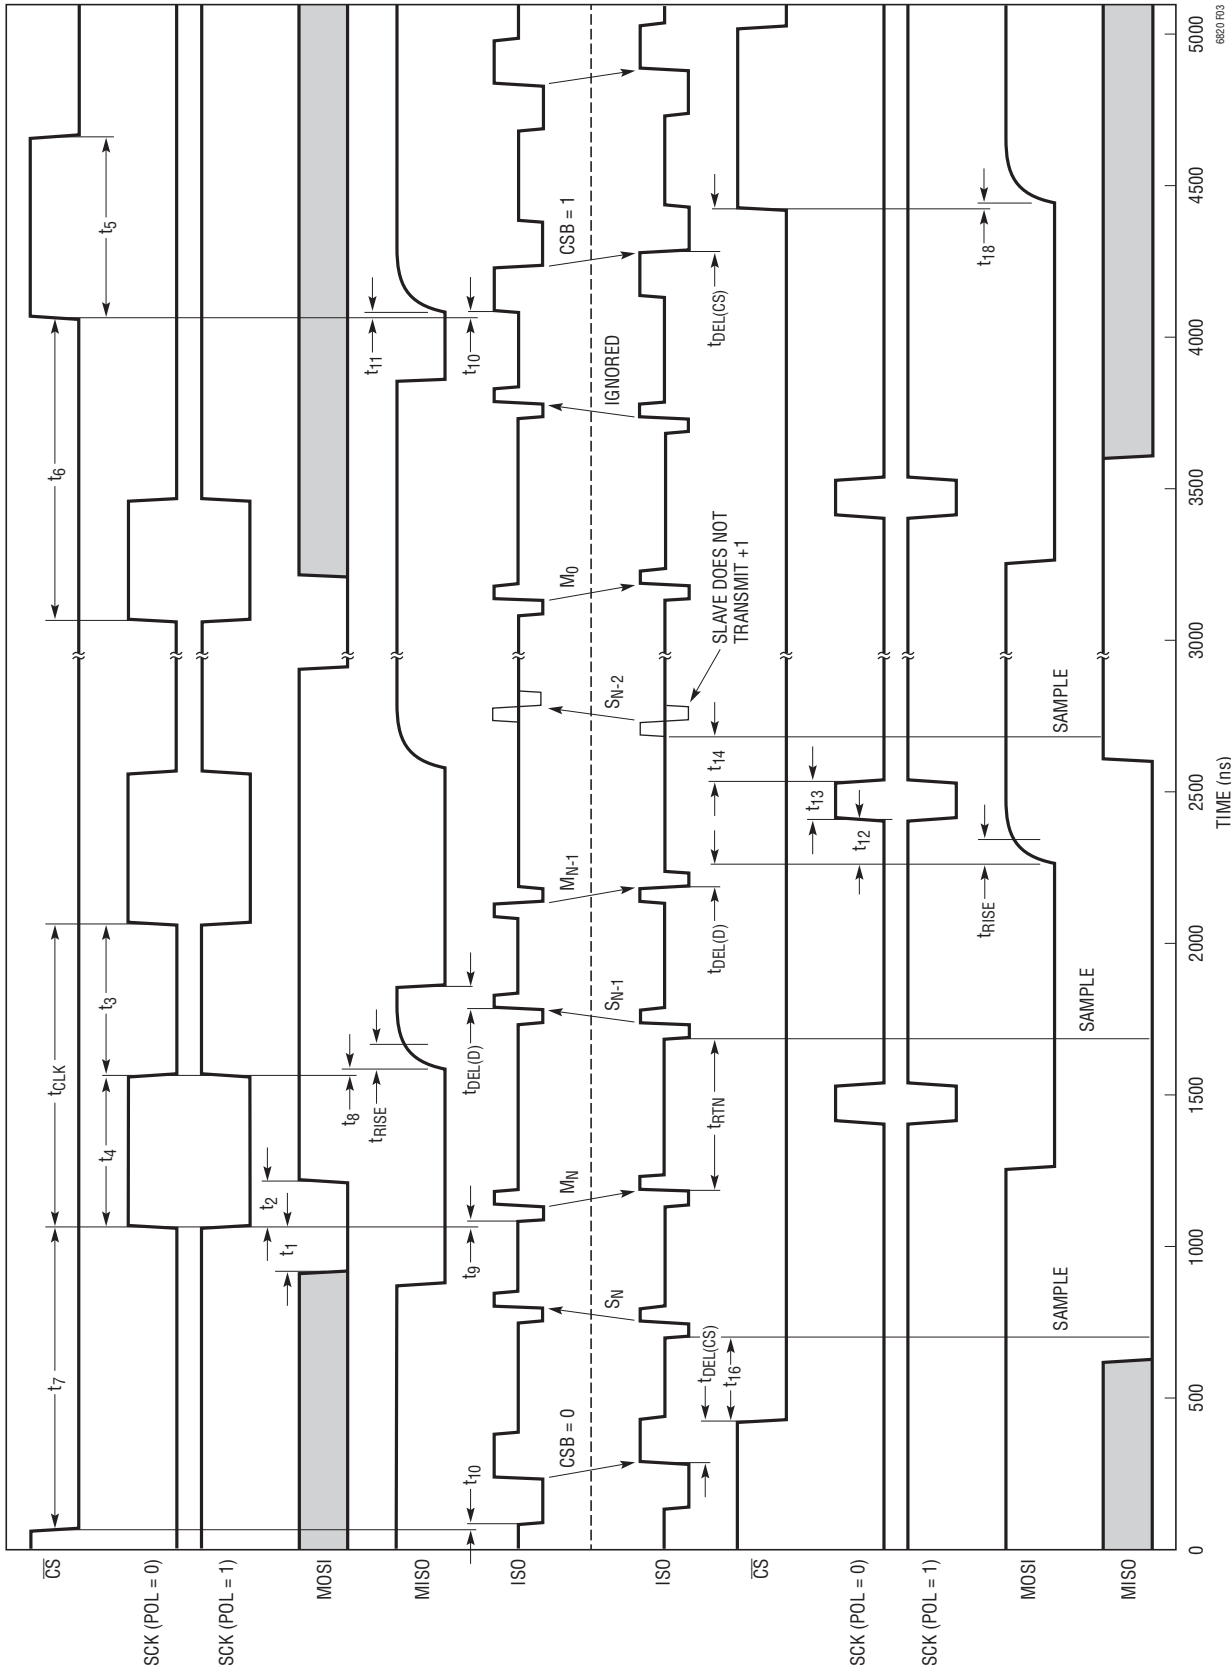 CS
SCK (POL = 0)
SCK (POL = 1)
MOSI
MISO
ISO
ISO
CS
SCK (POL = 0)
SCK (POL = 1)
MOSI
MISO
t7
tCLK
t6
t5
t4
t3
t1
t2
t8
tRISE
t11
t10
t9
tDEL(D)
t10
CSB = 0
SN
MN
SN-1
MN-1
SN-2
M0
IGNORED
CSB = 1
SLAVE DOES NOT
TRANSMIT +1
tDEL(CS)
t16
tRTN
tDEL(D)
t14
tDEL(CS)
t12
t13
tRISE
t18
SAMPLE
SAMPLE
SAMPLE
0
500
1000
1500
2000
2500
3000
3500
4000
4500
5000
TIME (ns)
6820 F03